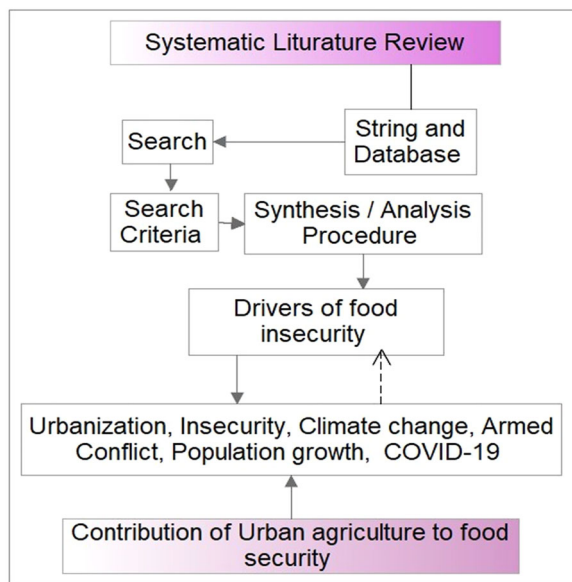 Systematic Liturature Review
String and
Database
Search
Search
Criteria
Synthesis / Analysis
Procedure
Drivers of food
insecurity
Urbanization, Insecurity, Climate change, Armed
Conflict, Population growth, COVID-19
Contribution of Urban agriculture to food
security